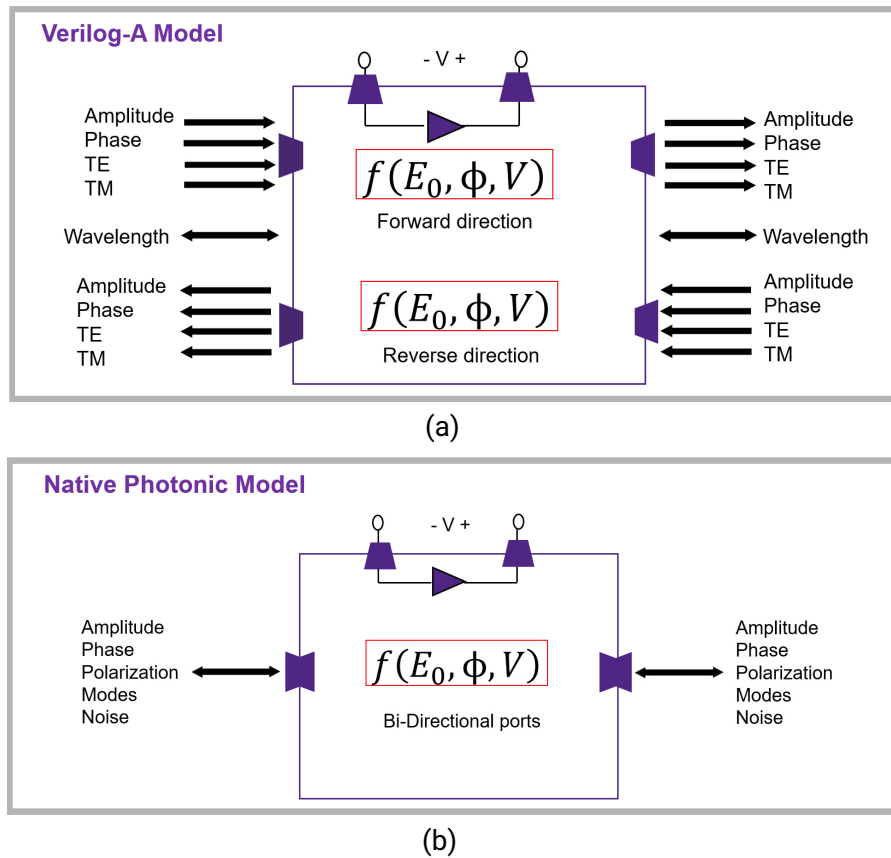 Verilog-A Model
- V +
Amplitude
Phase
TE
TM
Amplitude
Phase
TE
TM
f(E₀, ϕ, V)
Forward direction
Wavelength
Wavelength
Amplitude
Phase
TE
TM
Amplitude
Phase
TE
TM
f(E₀, ϕ, V)
Reverse direction
(a)
Native Photonic Model
- V +
Amplitude
Phase
Polarization
Modes
Noise
f(E₀, ϕ, V)
Bi-Directional ports
Amplitude
Phase
Polarization
Modes
Noise
(b)